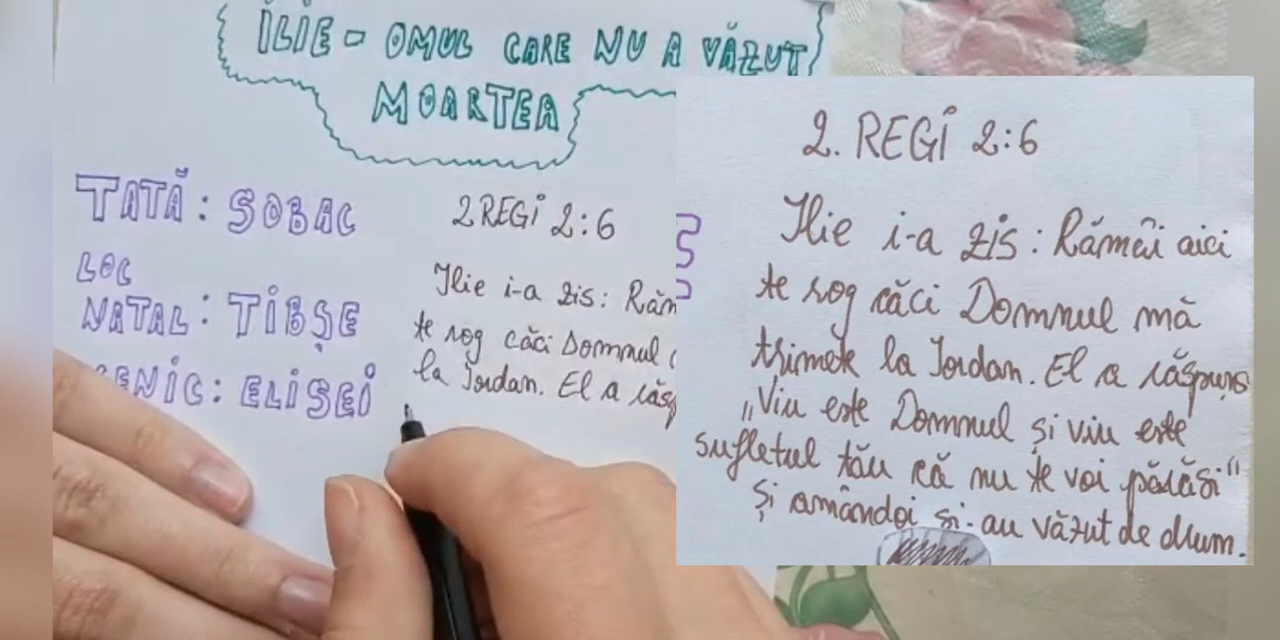 ILIE - OMUL CARE NU A VĂZUT
MOARTEA
TATĂ: SOBAC
LOC
NATAL: TIBȘE
CENIC: ELISEI
2 REGI 2:6
Ilie i-a zis: Răm
te rog căci Domnul
la Iordan. El a răs
2. REGI 2:6
Ilie i-a zis: Rămâi aici
te rog căci Domnul mă
trimete la Iordan. El a răspuns
„Viu este Domnul și viu este
sufletul tău că nu te voi părăsi"
Și amândoi și-au văzut de drum.